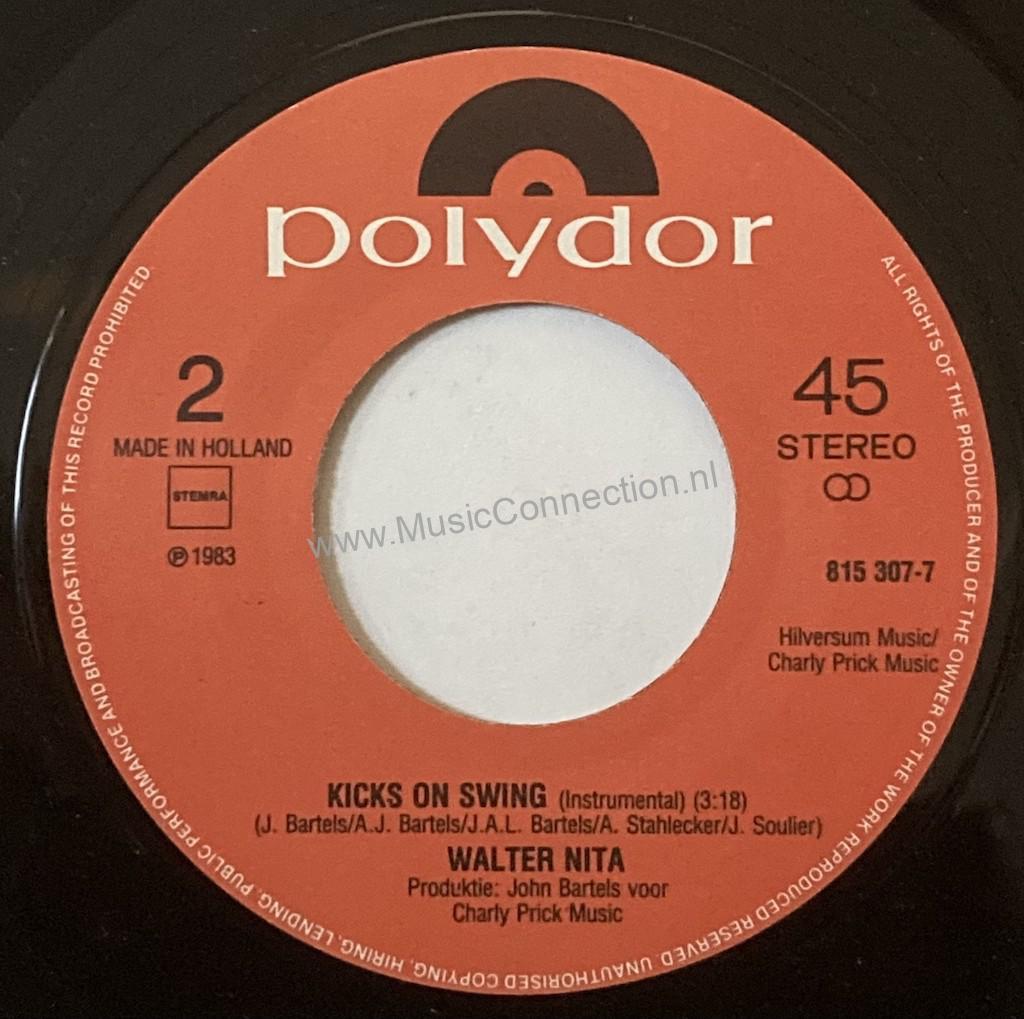 polydor
2
MADE IN HOLLAND
STEMRA
℗ 1983
45
STEREO
815 307-7
Hilversum Music/
Charly Prick Music
www.MusicConnection.nl
KICKS ON SWING (Instrumental) (3:18)
(J. Bartels/A.J. Bartels/J.A.L. Bartels/A. Stahlecker/J. Soulier)
WALTER NITA
Produktie: John Bartels voor
Charly Prick Music
ALL RIGHTS OF THE PRODUCER AND OF THE OWNER OF THE WORK REPRODUCED RESERVED. UNAUTHORISED COPYING, HIRING, LENDING, PUBLIC PERFORMANCE AND BROADCASTING OF THIS RECORD PROHIBITED.